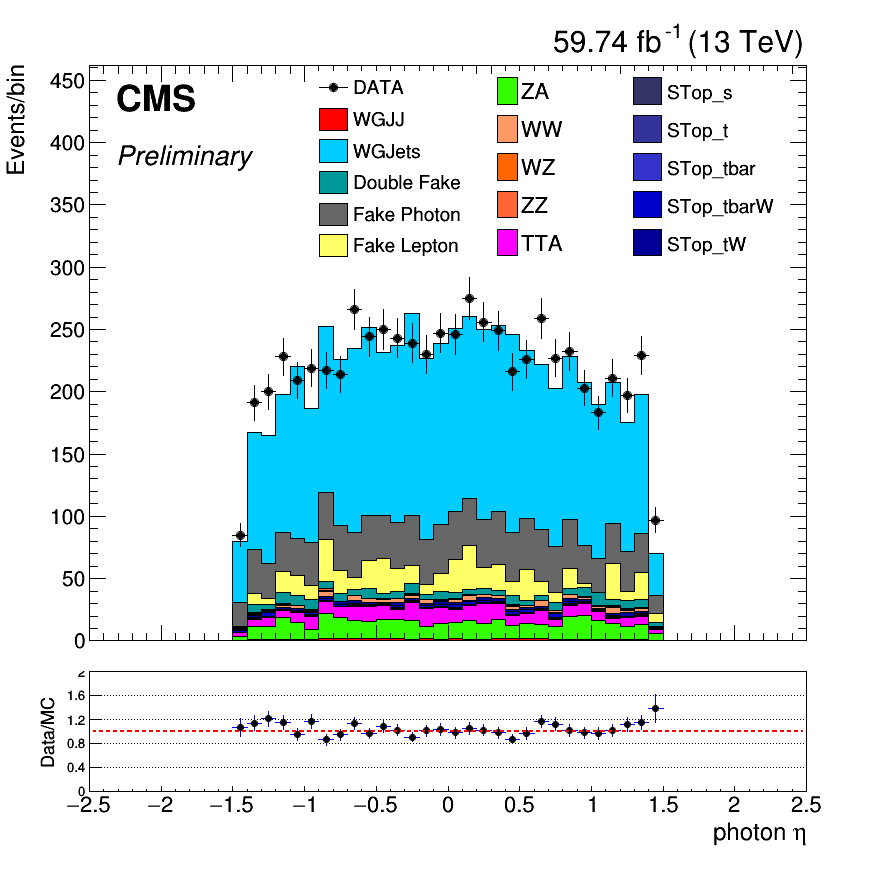 59.74 fb⁻¹ (13 TeV)
Events/bin
450
400
350
300
250
200
150
100
50
0
CMS
Preliminary
DATA
WGJJ
WGJets
Double Fake
Fake Photon
Fake Lepton
ZA
WW
WZ
ZZ
TTA
STop_s
STop_t
STop_tbar
STop_tbarW
STop_tW
Data/MC
2
1.6
1.2
0.8
0.4
0
−2.5 −2 −1.5 −1 −0.5 0 0.5 1 1.5 2 2.5
photon η